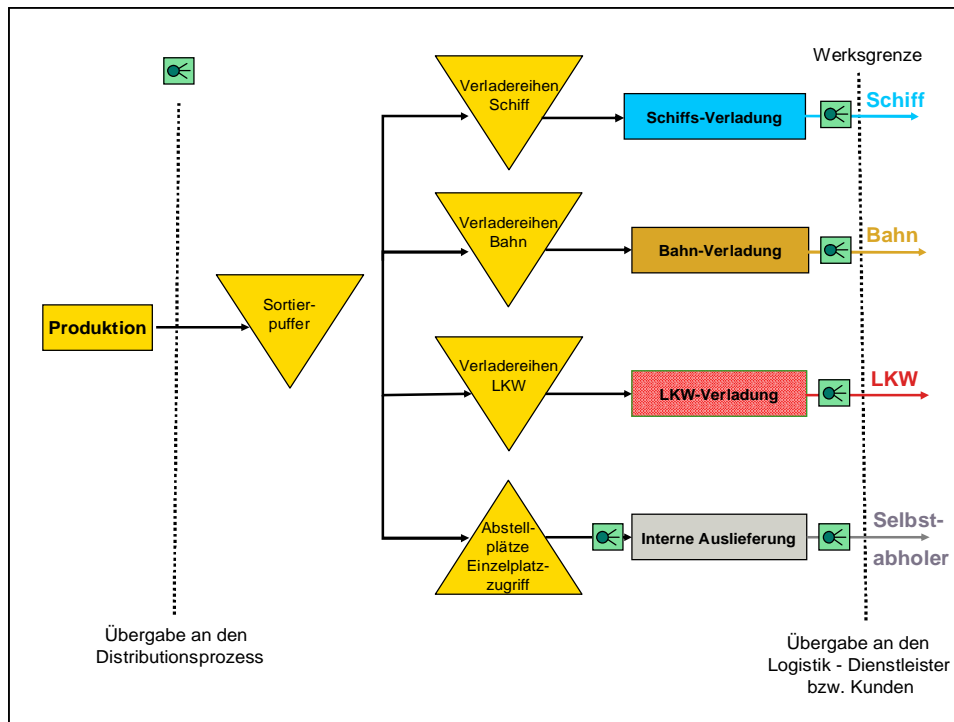 Werksgrenze
Verladereihen
Schiff
Schiffs-Verladung
Schiff
Verladereihen
Bahn
Bahn-Verladung
Bahn
Produktion
Sortier-
puffer
Verladereihen
LKW
LKW-Verladung
LKW
Abstell-
plätze
Einzelplatz-
zugriff
Interne Auslieferung
Selbst-
abholer
Übergabe an den
Distributionsprozess
Übergabe an den
Logistik - Dienstleister
bzw. Kunden